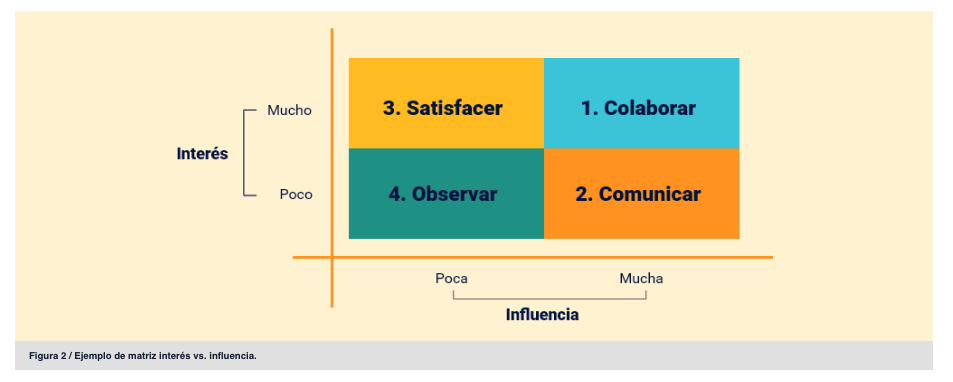 3. Satisfacer
1. Colaborar
Mucho
Interés
Poco
4. Observar
2. Comunicar
Poca
Mucha
Influencia
Figura 2 / Ejemplo de matriz interés vs. influencia.